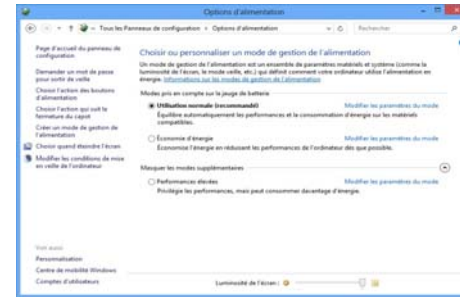 Options d'alimentation
Tous les Panneaux de configuration
Options d'alimentation
Rechercher
Page d'accueil du panneau de
configuration
Demander un mot de passe
pour sortir de veille
Choisir l'action des boutons
d'alimentation
Choisir l'action qui suit la
fermeture du capot
Créer un mode de gestion de
l'alimentation
Choisir quand éteindre l'écran
Modifier les conditions de mise
en veille de l'ordinateur
Choisir ou personnaliser un mode de gestion de l'alimentation
Un mode de gestion de l'alimentation est un ensemble de paramètres matériels et système (comme la
luminosité de l'écran, le mode veille, etc.) qui définit comment votre ordinateur utilise l'alimentation en
énergie. Informations sur les modes de gestion de l'alimentation
Modes pris en compte sur la jauge de batterie
Utilisation normale (recommandé) Modifier les paramètres du mode
Équilibre automatiquement les performances et la consommation d'énergie sur les matériels
compatibles.
Économie d'énergie Modifier les paramètres du mode
Économise l'énergie en réduisant les performances de l'ordinateur dès que possible.
Masquer les modes supplémentaires
Performances élevées Modifier les paramètres du mode
Privilégie les performances, mais peut consommer davantage d'énergie.
Voir aussi
Personnalisation
Centre de mobilité Windows
Comptes d'utilisateurs
Luminosité de l'écran :